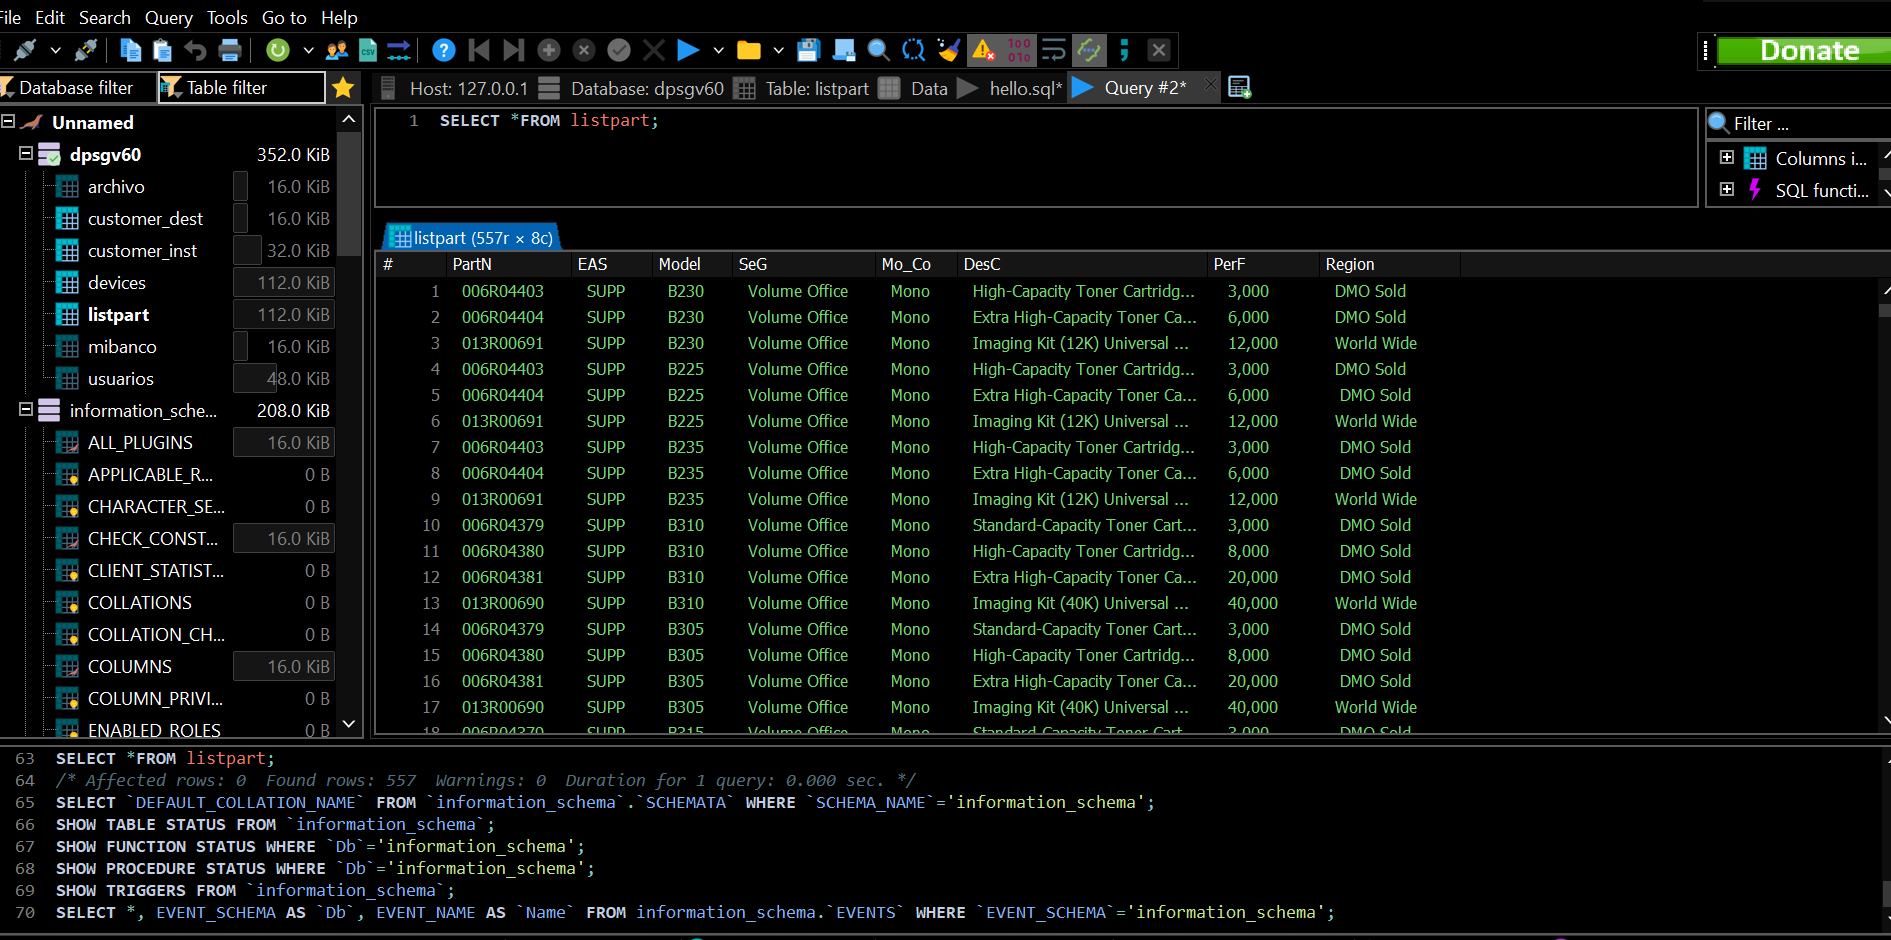 File Edit Search Query Tools Go to Help
Donate
Database filter Table filter Host: 127.0.0.1 Database: dpsgv60 Table: listpart Data hello.sql* Query #2*
1 SELECT *FROM listpart;
Filter ...
Columns i...
SQL functi...
Unnamed
dpsgv60 352.0 KiB
archivo 16.0 KiB
customer_dest 16.0 KiB
customer_inst 32.0 KiB
devices 112.0 KiB
listpart 112.0 KiB
mibanco 16.0 KiB
usuarios 48.0 KiB
information_sche... 208.0 KiB
ALL_PLUGINS 16.0 KiB
APPLICABLE_R... 0 B
CHARACTER_SE... 0 B
CHECK_CONST... 16.0 KiB
CLIENT_STATIST... 0 B
COLLATIONS 0 B
COLLATION_CH... 0 B
COLUMNS 16.0 KiB
COLUMN_PRIVI... 0 B
ENABLED_ROLES 0 B
listpart (557r × 8c)
# PartN EAS Model SeG Mo_Co DesC PerF Region
1 006R04403 SUPP B230 Volume Office Mono High-Capacity Toner Cartridg... 3,000 DMO Sold
2 006R04404 SUPP B230 Volume Office Mono Extra High-Capacity Toner Ca... 6,000 DMO Sold
3 013R00691 SUPP B230 Volume Office Mono Imaging Kit (12K) Universal ... 12,000 World Wide
4 006R04403 SUPP B225 Volume Office Mono High-Capacity Toner Cartridg... 3,000 DMO Sold
5 006R04404 SUPP B225 Volume Office Mono Extra High-Capacity Toner Ca... 6,000 DMO Sold
6 013R00691 SUPP B225 Volume Office Mono Imaging Kit (12K) Universal ... 12,000 World Wide
7 006R04403 SUPP B235 Volume Office Mono High-Capacity Toner Cartridg... 3,000 DMO Sold
8 006R04404 SUPP B235 Volume Office Mono Extra High-Capacity Toner Ca... 6,000 DMO Sold
9 013R00691 SUPP B235 Volume Office Mono Imaging Kit (12K) Universal ... 12,000 World Wide
10 006R04379 SUPP B310 Volume Office Mono Standard-Capacity Toner Cart... 3,000 DMO Sold
11 006R04380 SUPP B310 Volume Office Mono High-Capacity Toner Cartridg... 8,000 DMO Sold
12 006R04381 SUPP B310 Volume Office Mono Extra High-Capacity Toner Ca... 20,000 DMO Sold
13 013R00690 SUPP B310 Volume Office Mono Imaging Kit (40K) Universal ... 40,000 World Wide
14 006R04379 SUPP B305 Volume Office Mono Standard-Capacity Toner Cart... 3,000 DMO Sold
15 006R04380 SUPP B305 Volume Office Mono High-Capacity Toner Cartridg... 8,000 DMO Sold
16 006R04381 SUPP B305 Volume Office Mono Extra High-Capacity Toner Ca... 20,000 DMO Sold
17 013R00690 SUPP B305 Volume Office Mono Imaging Kit (40K) Universal ... 40,000 World Wide
18 006R04379 SUPP B315 Volume Office Mono Standard-Capacity Toner Cart... 3,000 DMO Sold
63 SELECT *FROM listpart;
64 /* Affected rows: 0 Found rows: 557 Warnings: 0 Duration for 1 query: 0.000 sec. */
65 SELECT `DEFAULT_COLLATION_NAME` FROM `information_schema`.`SCHEMATA` WHERE `SCHEMA_NAME`='information_schema';
66 SHOW TABLE STATUS FROM `information_schema`;
67 SHOW FUNCTION STATUS WHERE `Db`='information_schema';
68 SHOW PROCEDURE STATUS WHERE `Db`='information_schema';
69 SHOW TRIGGERS FROM `information_schema`;
70 SELECT *, EVENT_SCHEMA AS `Db`, EVENT_NAME AS `Name` FROM information_schema.`EVENTS` WHERE `EVENT_SCHEMA`='information_schema';